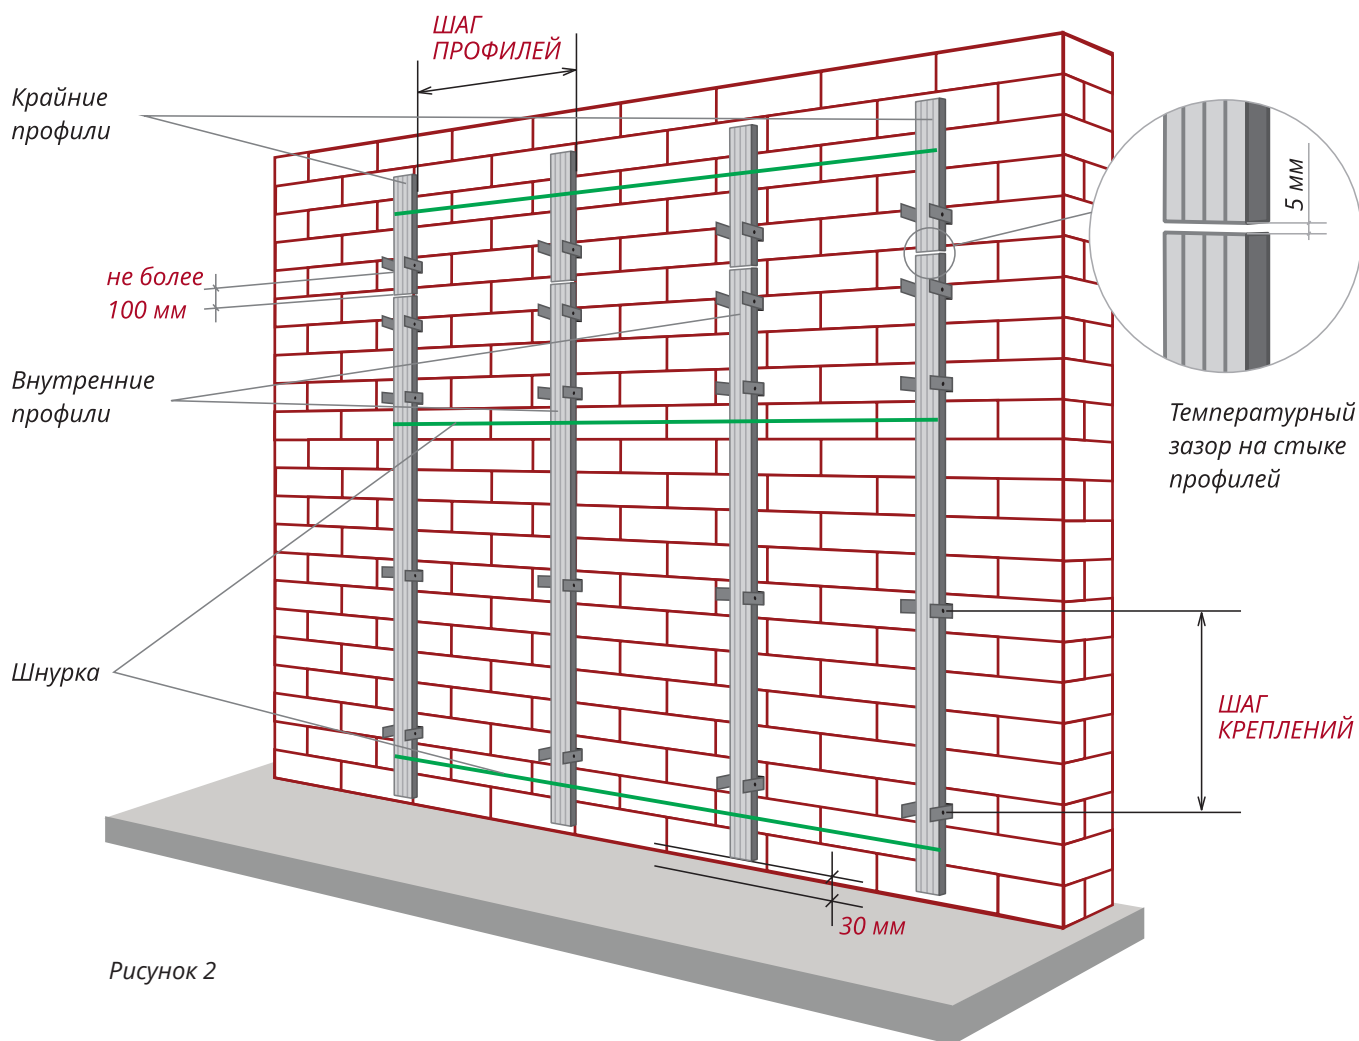 ШАГ
ПРОФИЛЕЙ
Крайние
профили
5 мм
не более
100 мм
Внутренние
профили
Температурный
зазор на стыке
профилей
Шнурка
ШАГ
КРЕПЛЕНИЙ
30 мм
Рисунок 2